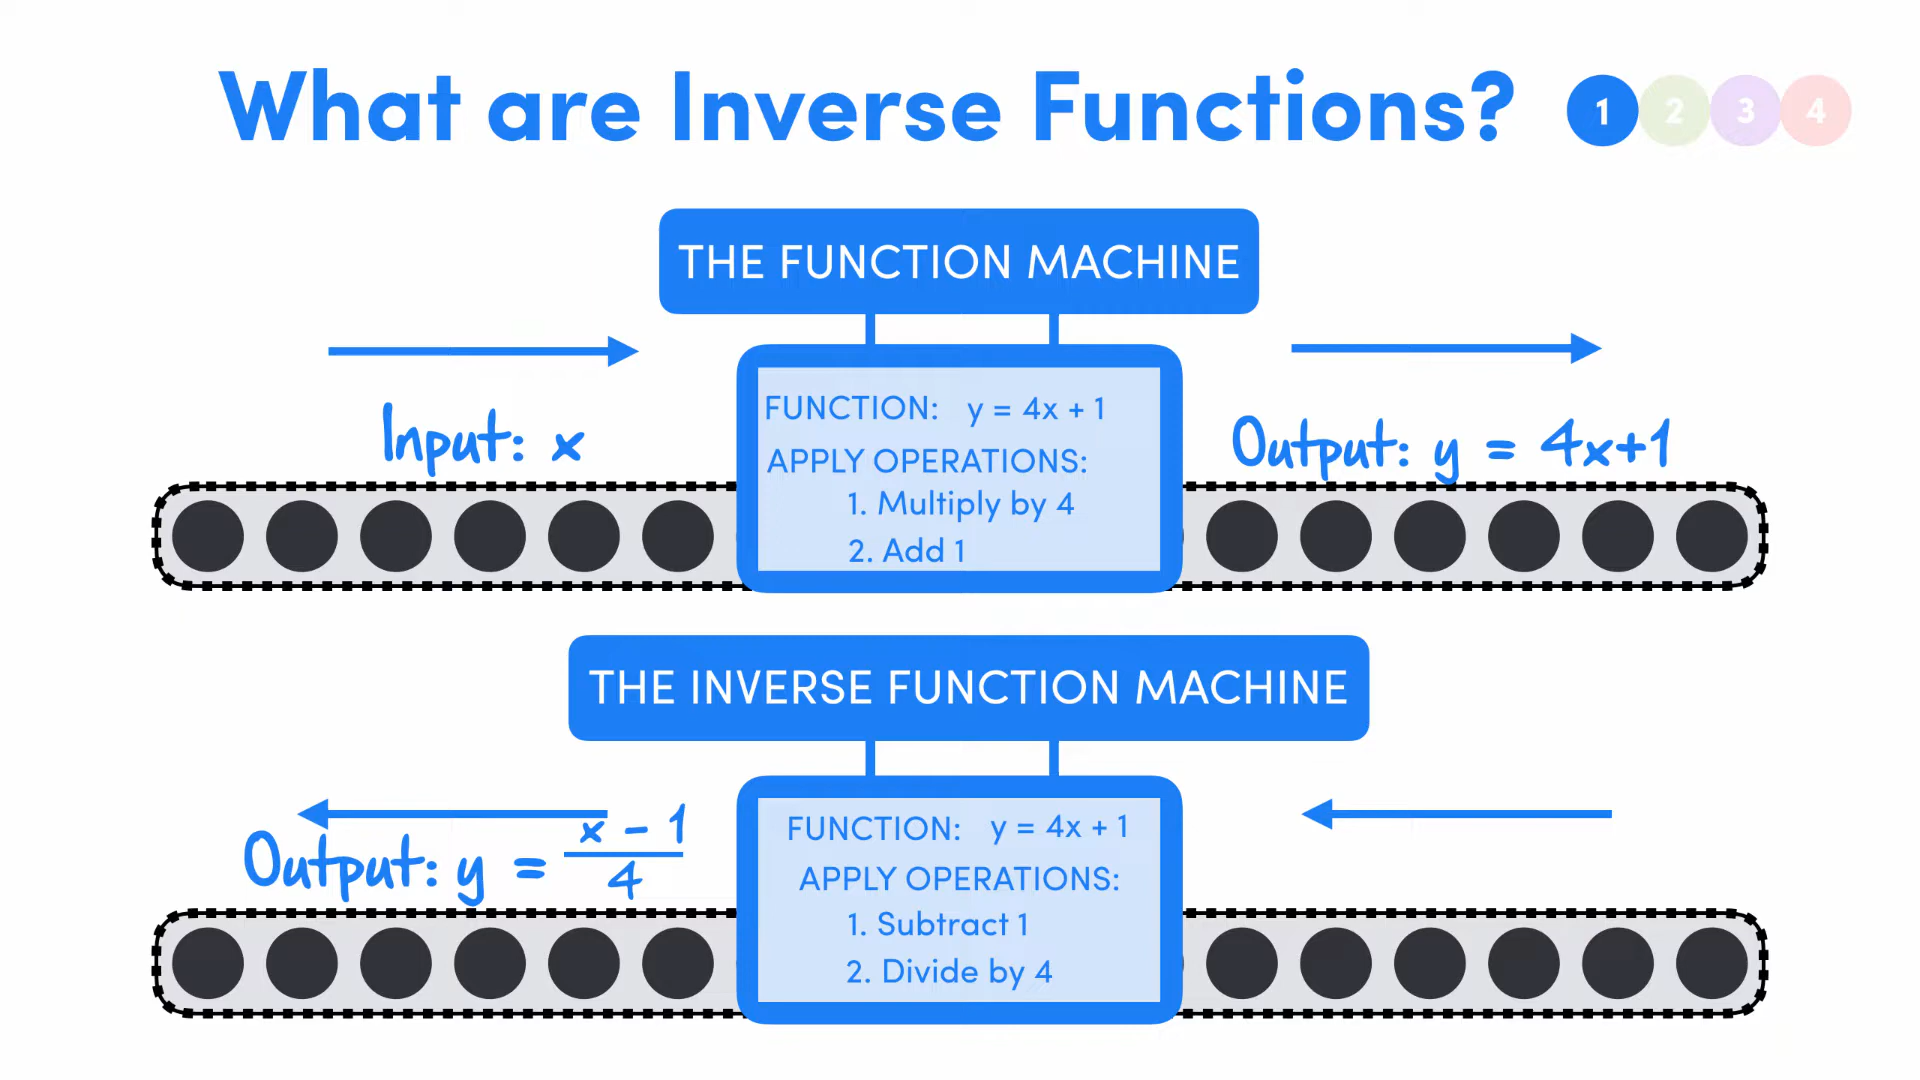 What are Inverse Functions? 1 2 3 4
THE FUNCTION MACHINE
Input: x
FUNCTION: y = 4x + 1
APPLY OPERATIONS:
1. Multiply by 4
2. Add 1
Output: y = 4x+1
THE INVERSE FUNCTION MACHINE
Output: y = x - 1
4
FUNCTION: y = 4x + 1
APPLY OPERATIONS:
1. Subtract 1
2. Divide by 4